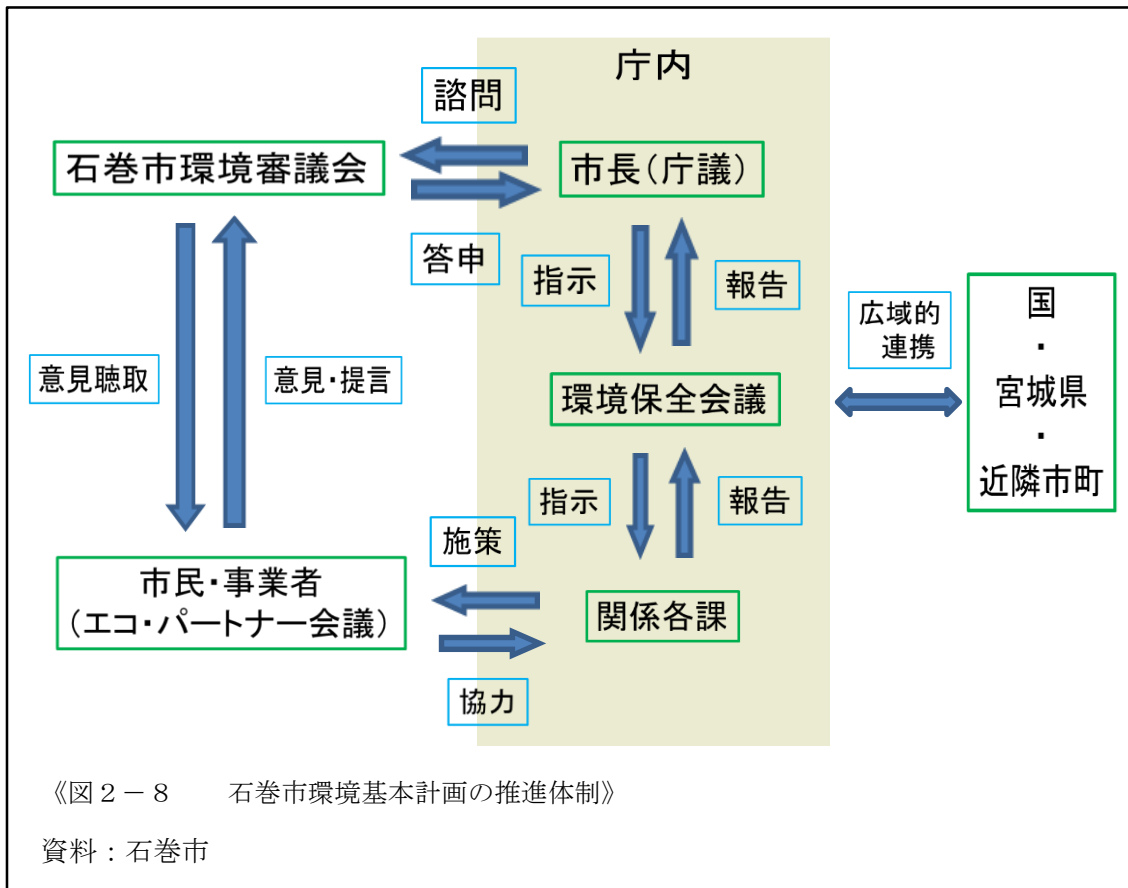 庁内
諮問
石巻市環境審議会
市長(庁議)
答申
指示
報告
国
・
宮城県
・
近隣市町
広域的
連携
意見聴取
意見・提言
環境保全会議
指示
報告
施策
市民・事業者
(エコ・パートナー会議)
関係各課
協力
《図2-8　　石巻市環境基本計画の推進体制》
資料：石巻市